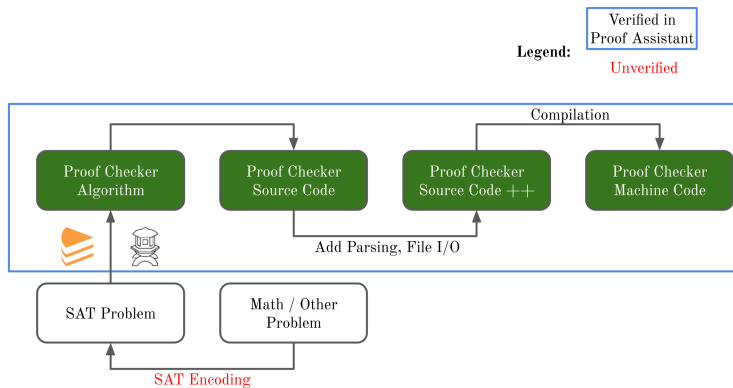 Verified in
Proof Assistant
Legend:
Unverified
Compilation
Proof Checker
Algorithm
Proof Checker
Source Code
Proof Checker
Source Code ++
Proof Checker
Machine Code
Add Parsing, File I/O
SAT Problem
Math / Other
Problem
SAT Encoding